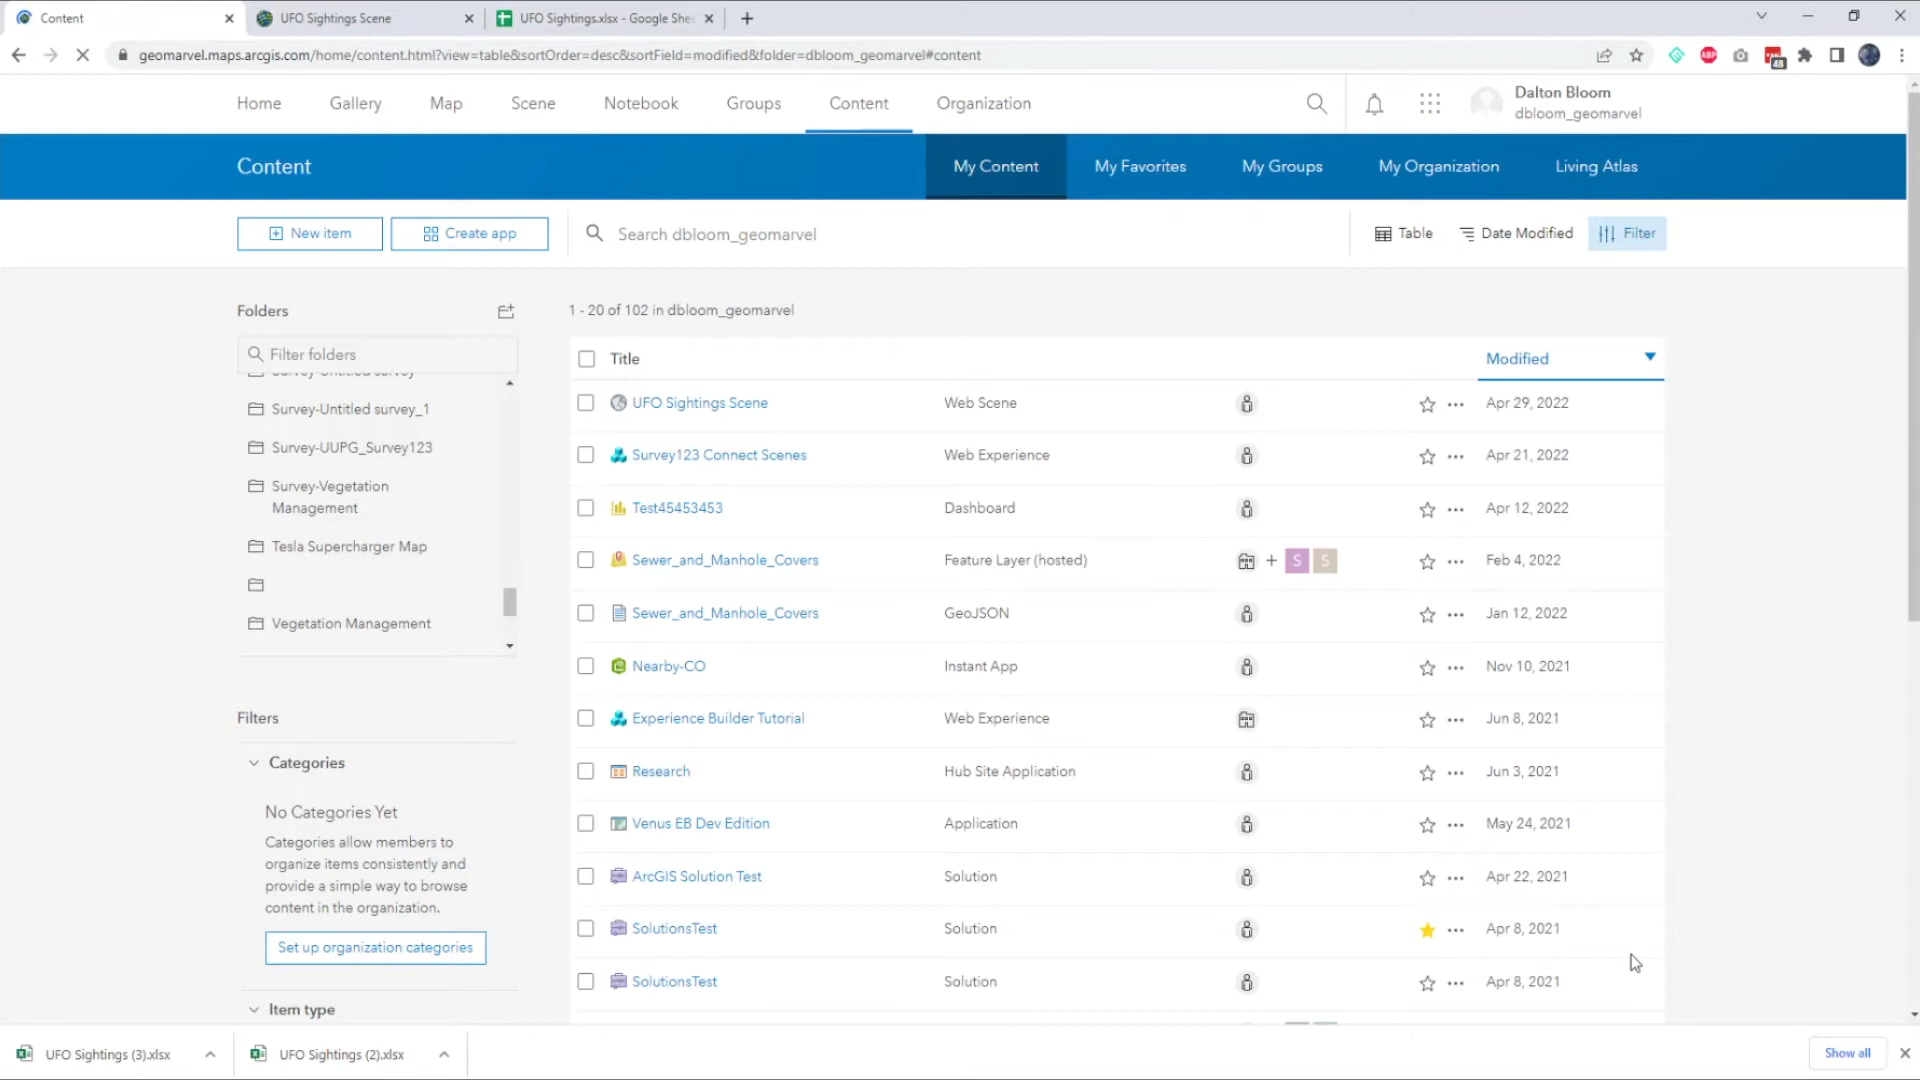 Content
UFO Sightings Scene
UFO Sightings.xlsx - Google She
geomarvel.maps.arcgis.com/home/content.html?view=table&sortOrder=desc&sortField=modified&folder=dbloom_geomarvel#content
ABP
48
Home
Gallery
Map
Scene
Notebook
Groups
Content
Organization
Dalton Bloom
dbloom_geomarvel
Content
My Content
My Favorites
My Groups
My Organization
Living Atlas
New item
Create app
Search dbloom_geomarvel
Table
Date Modified
Filter
Folders
1 - 20 of 102 in dbloom_geomarvel
Filter folders
Survey-Untitled survey
Survey-Untitled survey_1
Survey-UUPG_Survey123
Survey-Vegetation
Management
Tesla Supercharger Map
Vegetation Management
Filters
Categories
No Categories Yet
Categories allow members to
organize items consistently and
provide a simple way to browse
content in the organization.
Set up organization categories
Item type
Title
Modified
UFO Sightings Scene Web Scene Apr 29, 2022
Survey123 Connect Scenes Web Experience Apr 21, 2022
Test45453453 Dashboard Apr 12, 2022
Sewer_and_Manhole_Covers Feature Layer (hosted) + S S Feb 4, 2022
Sewer_and_Manhole_Covers GeoJSON Jan 12, 2022
Nearby-CO Instant App Nov 10, 2021
Experience Builder Tutorial Web Experience Jun 8, 2021
Research Hub Site Application Jun 3, 2021
Venus EB Dev Edition Application May 24, 2021
ArcGIS Solution Test Solution Apr 22, 2021
SolutionsTest Solution Apr 8, 2021
SolutionsTest Solution Apr 8, 2021
UFO Sightings (3).xlsx
UFO Sightings (2).xlsx
Show all